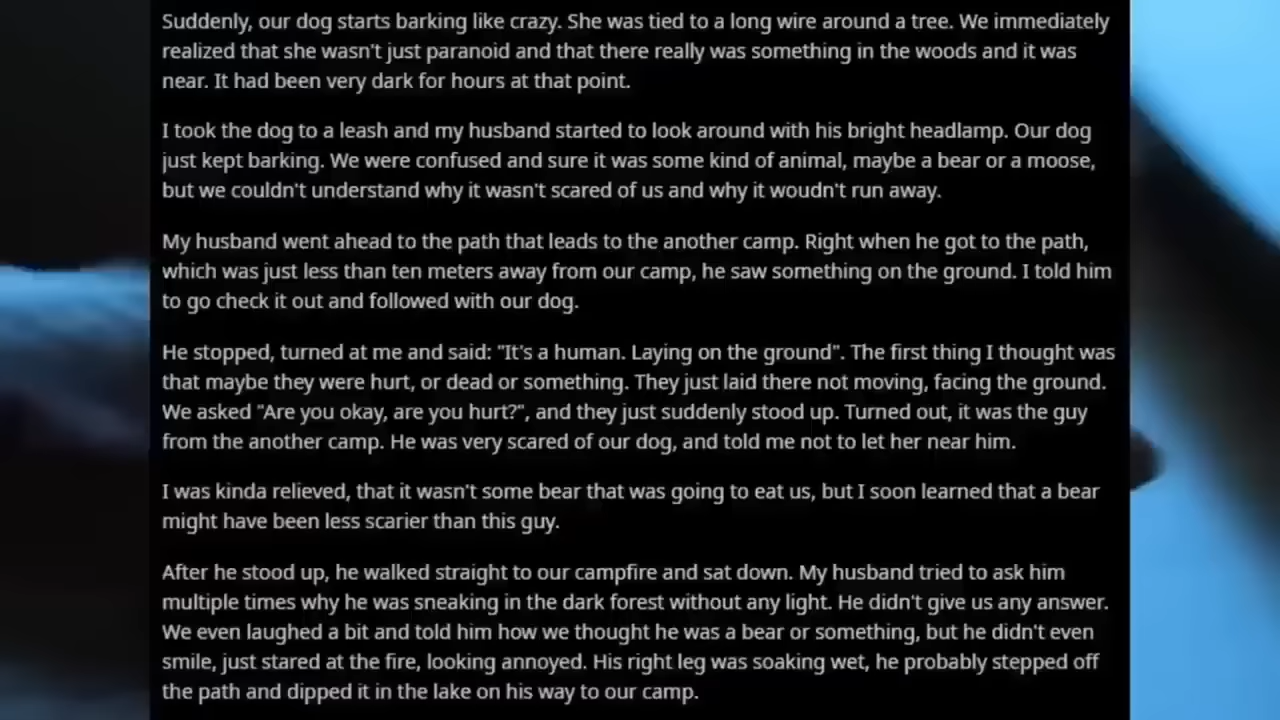 Suddenly, our dog starts barking like crazy. She was tied to a long wire around a tree. We immediately
realized that she wasn't just paranoid and that there really was something in the woods and it was
near. It had been very dark for hours at that point.
I took the dog to a leash and my husband started to look around with his bright headlamp. Our dog
just kept barking. We were confused and sure it was some kind of animal, maybe a bear or a moose,
but we couldn't understand why it wasn't scared of us and why it woudn't run away.
My husband went ahead to the path that leads to the another camp. Right when he got to the path,
which was just less than ten meters away from our camp, he saw something on the ground. I told him
to go check it out and followed with our dog.
He stopped, turned at me and said: "It's a human. Laying on the ground". The first thing I thought was
that maybe they were hurt, or dead or something. They just laid there not moving, facing the ground.
We asked "Are you okay, are you hurt?", and they just suddenly stood up. Turned out, it was the guy
from the another camp. He was very scared of our dog, and told me not to let her near him.
I was kinda relieved, that it wasn't some bear that was going to eat us, but I soon learned that a bear
might have been less scarier than this guy.
After he stood up, he walked straight to our campfire and sat down. My husband tried to ask him
multiple times why he was sneaking in the dark forest without any light. He didn't give us any answer.
We even laughed a bit and told him how we thought he was a bear or something, but he didn't even
smile, just stared at the fire, looking annoyed. His right leg was soaking wet, he probably stepped off
the path and dipped it in the lake on his way to our camp.